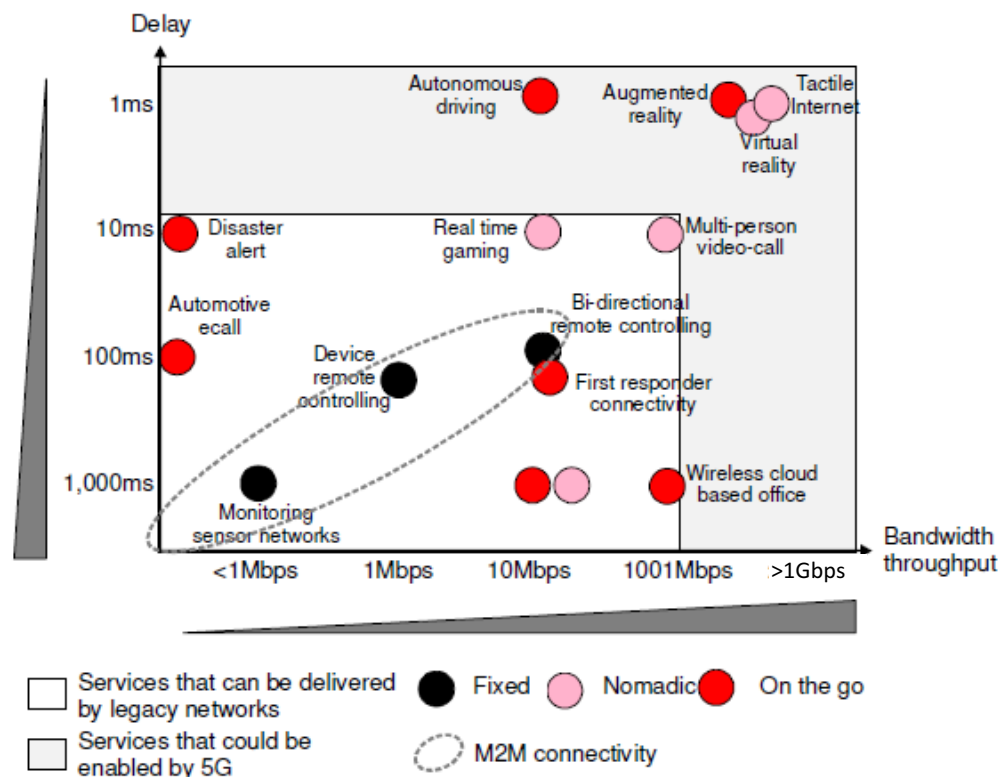 Delay
1ms
Autonomous
driving
Augmented
reality
Tactile
Internet
Virtual
reality
10ms
Disaster
alert
Real time
gaming
Multi-person
video-call
Automotive
ecall
Bi-directional
remote controlling
100ms
Device
remote
controlling
First responder
connectivity
1,000ms
Monitoring
sensor networks
Wireless cloud
based office
Bandwidth
throughput
<1Mbps
1Mbps
10Mbps
1001Mbps
>1Gbps
Services that can be delivered
by legacy networks
Fixed
Nomadic
On the go
Services that could be
enabled by 5G
M2M connectivity